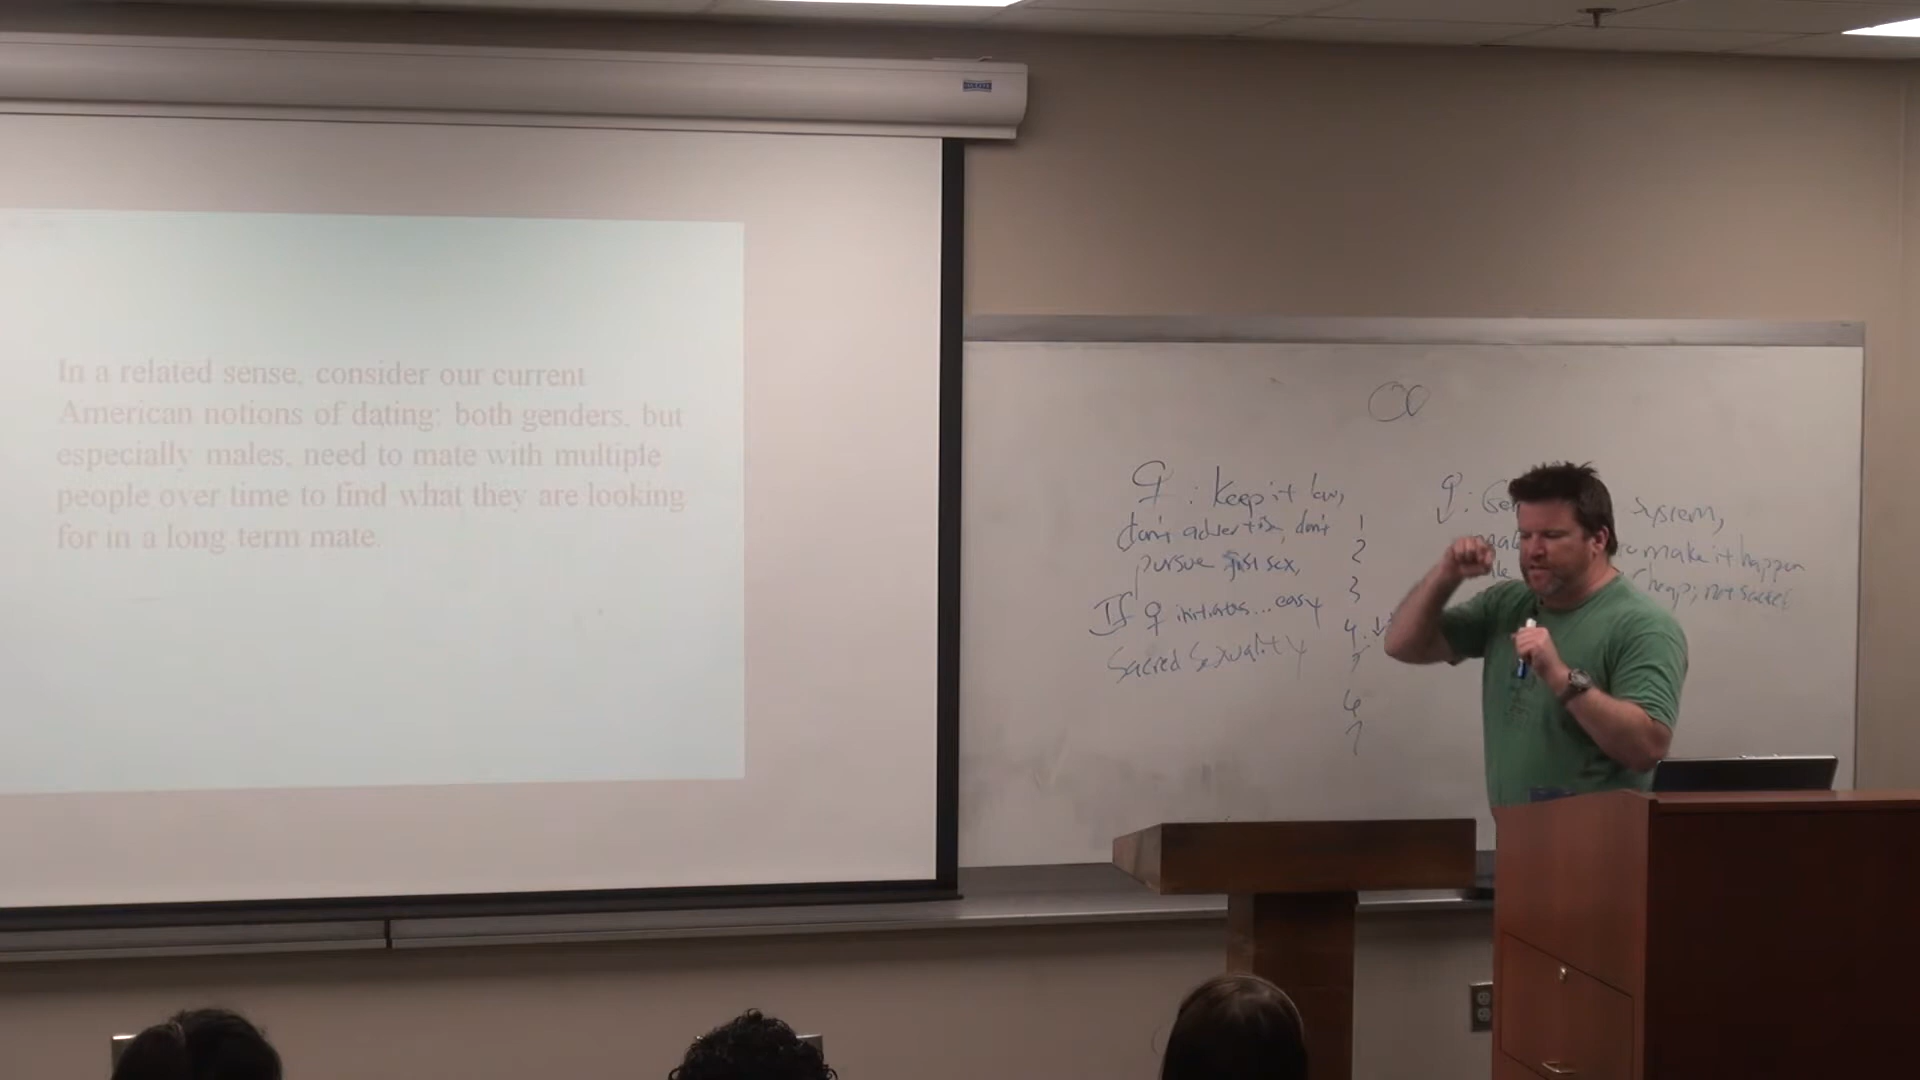 In a related sense, consider our current
American notions of dating: both genders, but
especially males, need to mate with multiple
people over time to find what they are looking
for in a long term mate.
♀: Keep it low,
don't advertise, don't
pursue just sex,
If ♀ initiates... easy
Sacred Sexuality
1
2
3
4
6
7
system,
make it happen
Cheap; not sacred